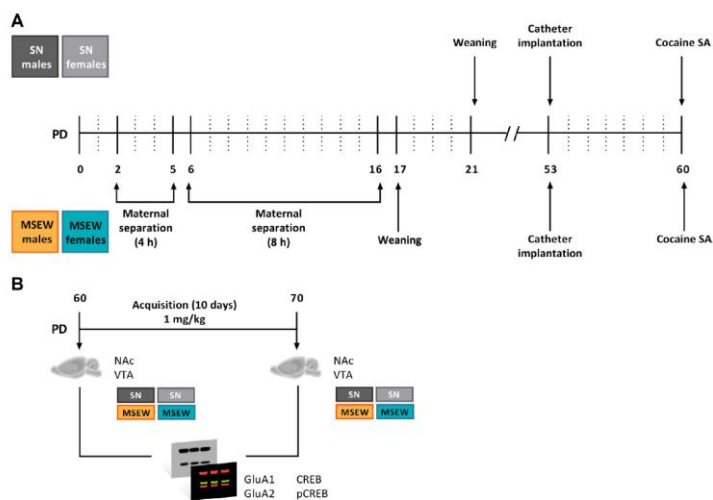 A
SN
males
SN
females
Weaning
Catheter
implantation
Cocaine SA
PD
0 2 5 6 16 17 21 53 60
MSEW
males
MSEW
females
Maternal
separation
(4 h)
Maternal
separation
(8 h)
Weaning
Catheter
implantation
Cocaine SA
B
60 70
Acquisition (10 days)
1 mg/kg
PD
NAc
VTA
SN SN
MSEW MSEW
NAc
VTA
SN SN
MSEW MSEW
GluA1 CREB
GluA2 pCREB